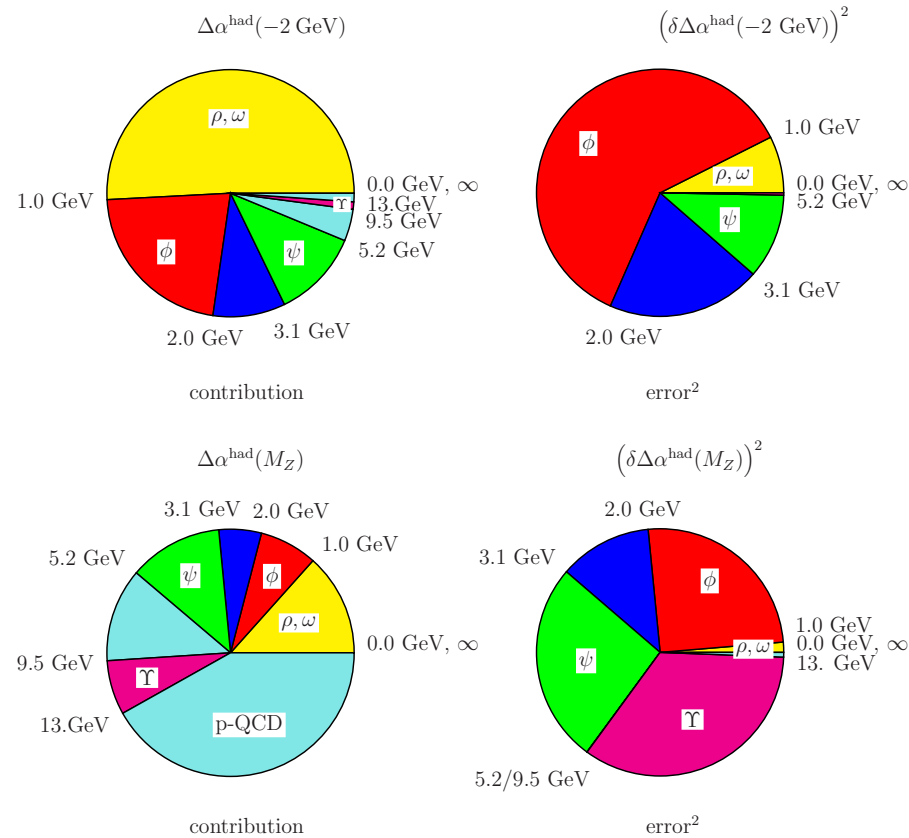 Δα^had(−2 GeV)
ρ, ω
0.0 GeV, ∞
13.GeV
Υ
9.5 GeV
1.0 GeV
5.2 GeV
ϕ
ψ
2.0 GeV
3.1 GeV
contribution
(δΔα^had(−2 GeV))^2
1.0 GeV
ϕ
ρ, ω
0.0 GeV, ∞
5.2 GeV
ψ
3.1 GeV
2.0 GeV
error^2
Δα^had(M_Z)
3.1 GeV
2.0 GeV
1.0 GeV
5.2 GeV
ψ
ϕ
ρ, ω
0.0 GeV, ∞
9.5 GeV
Υ
13.GeV
p-QCD
contribution
(δΔα^had(M_Z))^2
2.0 GeV
3.1 GeV
ϕ
1.0 GeV
ρ, ω
0.0 GeV, ∞
13. GeV
ψ
Υ
5.2/9.5 GeV
error^2